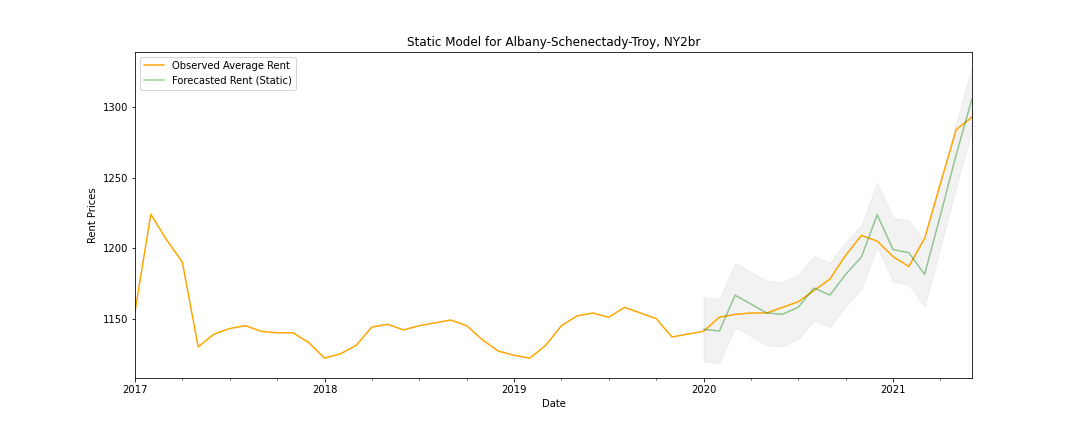 Static Model for Albany-Schenectady-Troy, NY2br
Observed Average Rent
Forecasted Rent (Static)
1300
1250
1200
1150
Rent Prices
2017
2018
2019
2020
2021
Date